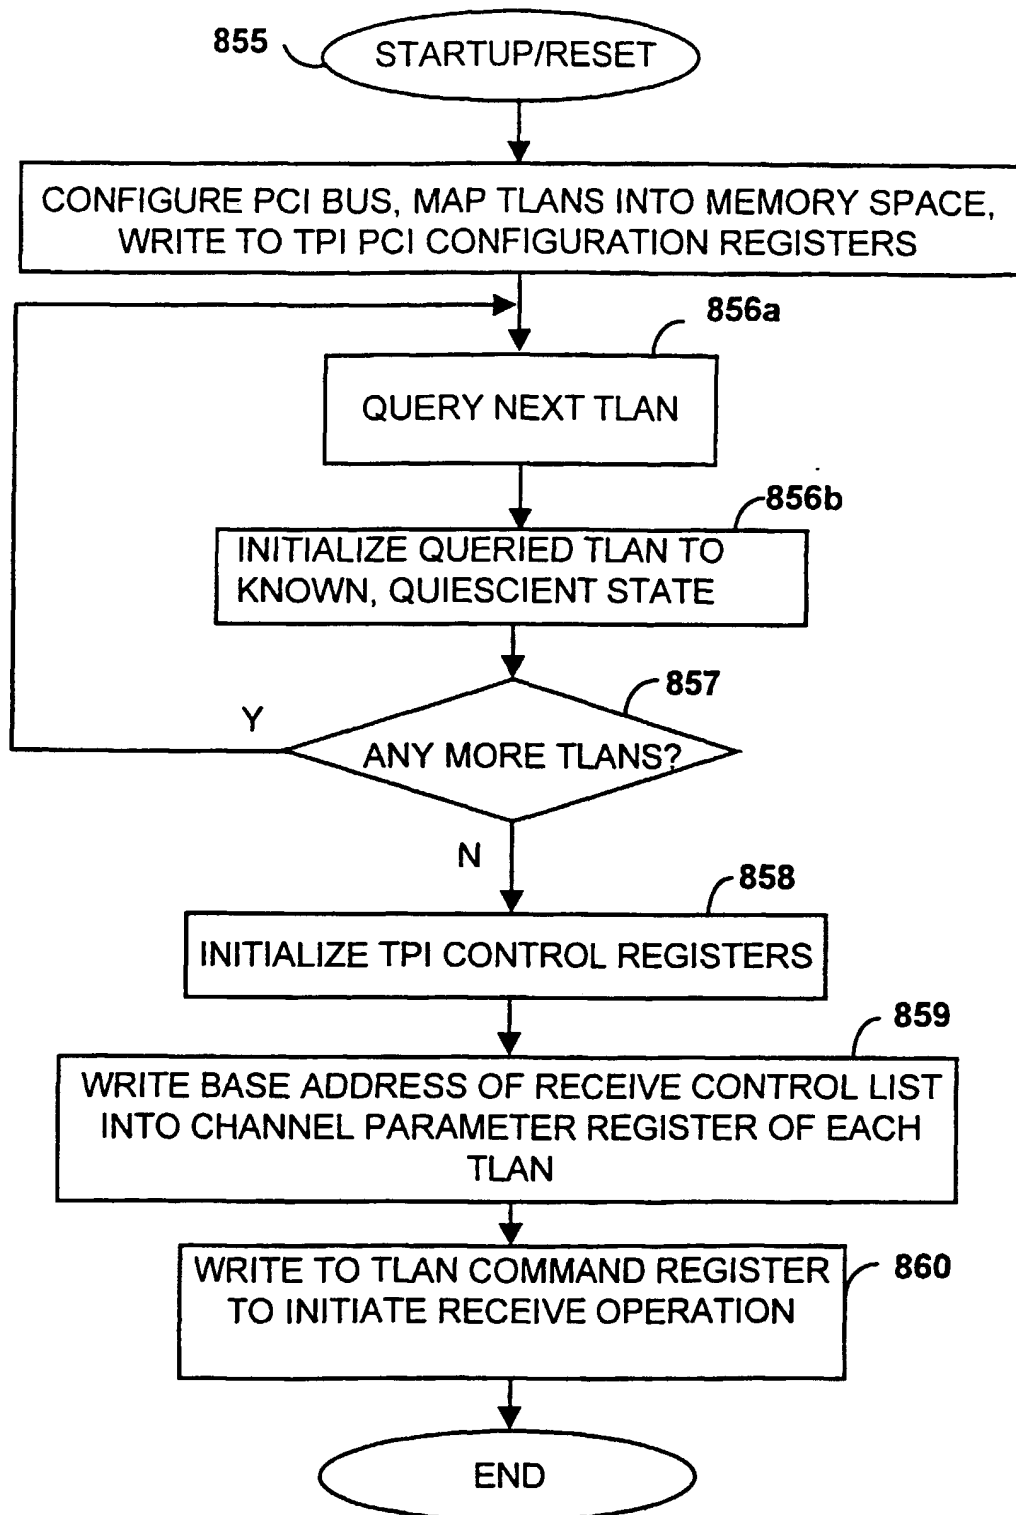 855
STARTUP/RESET
CONFIGURE PCI BUS, MAP TLANS INTO MEMORY SPACE,
WRITE TO TPI PCI CONFIGURATION REGISTERS
856a
QUERY NEXT TLAN
856b
INITIALIZE QUERIED TLAN TO
KNOWN, QUIESCIENT STATE
857
Y
ANY MORE TLANS?
N
858
INITIALIZE TPI CONTROL REGISTERS
859
WRITE BASE ADDRESS OF RECEIVE CONTROL LIST
INTO CHANNEL PARAMETER REGISTER OF EACH
TLAN
WRITE TO TLAN COMMAND REGISTER
TO INITIATE RECEIVE OPERATION
860
END